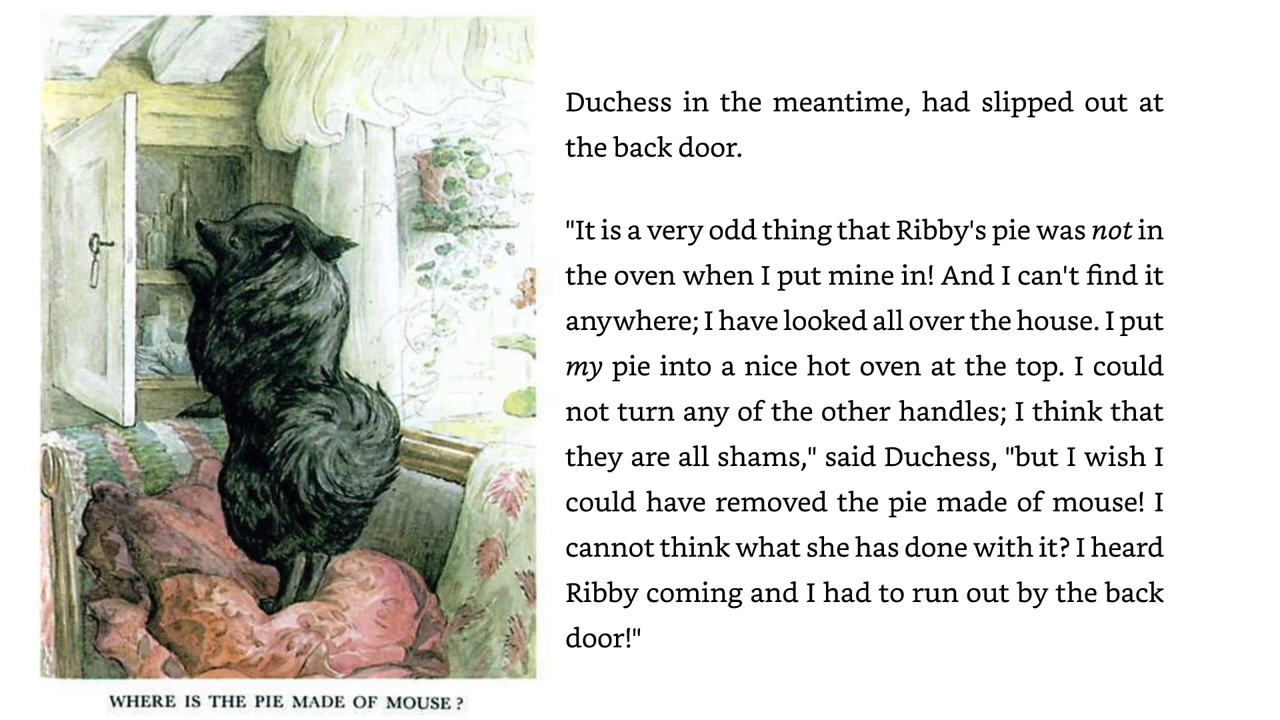 Duchess in the meantime, had slipped out at
the back door.
"It is a very odd thing that Ribby's pie was not in
the oven when I put mine in! And I can't find it
anywhere; I have looked all over the house. I put
my pie into a nice hot oven at the top. I could
not turn any of the other handles; I think that
they are all shams," said Duchess, "but I wish I
could have removed the pie made of mouse! I
cannot think what she has done with it? I heard
Ribby coming and I had to run out by the back
door!"
WHERE IS THE PIE MADE OF MOUSE?